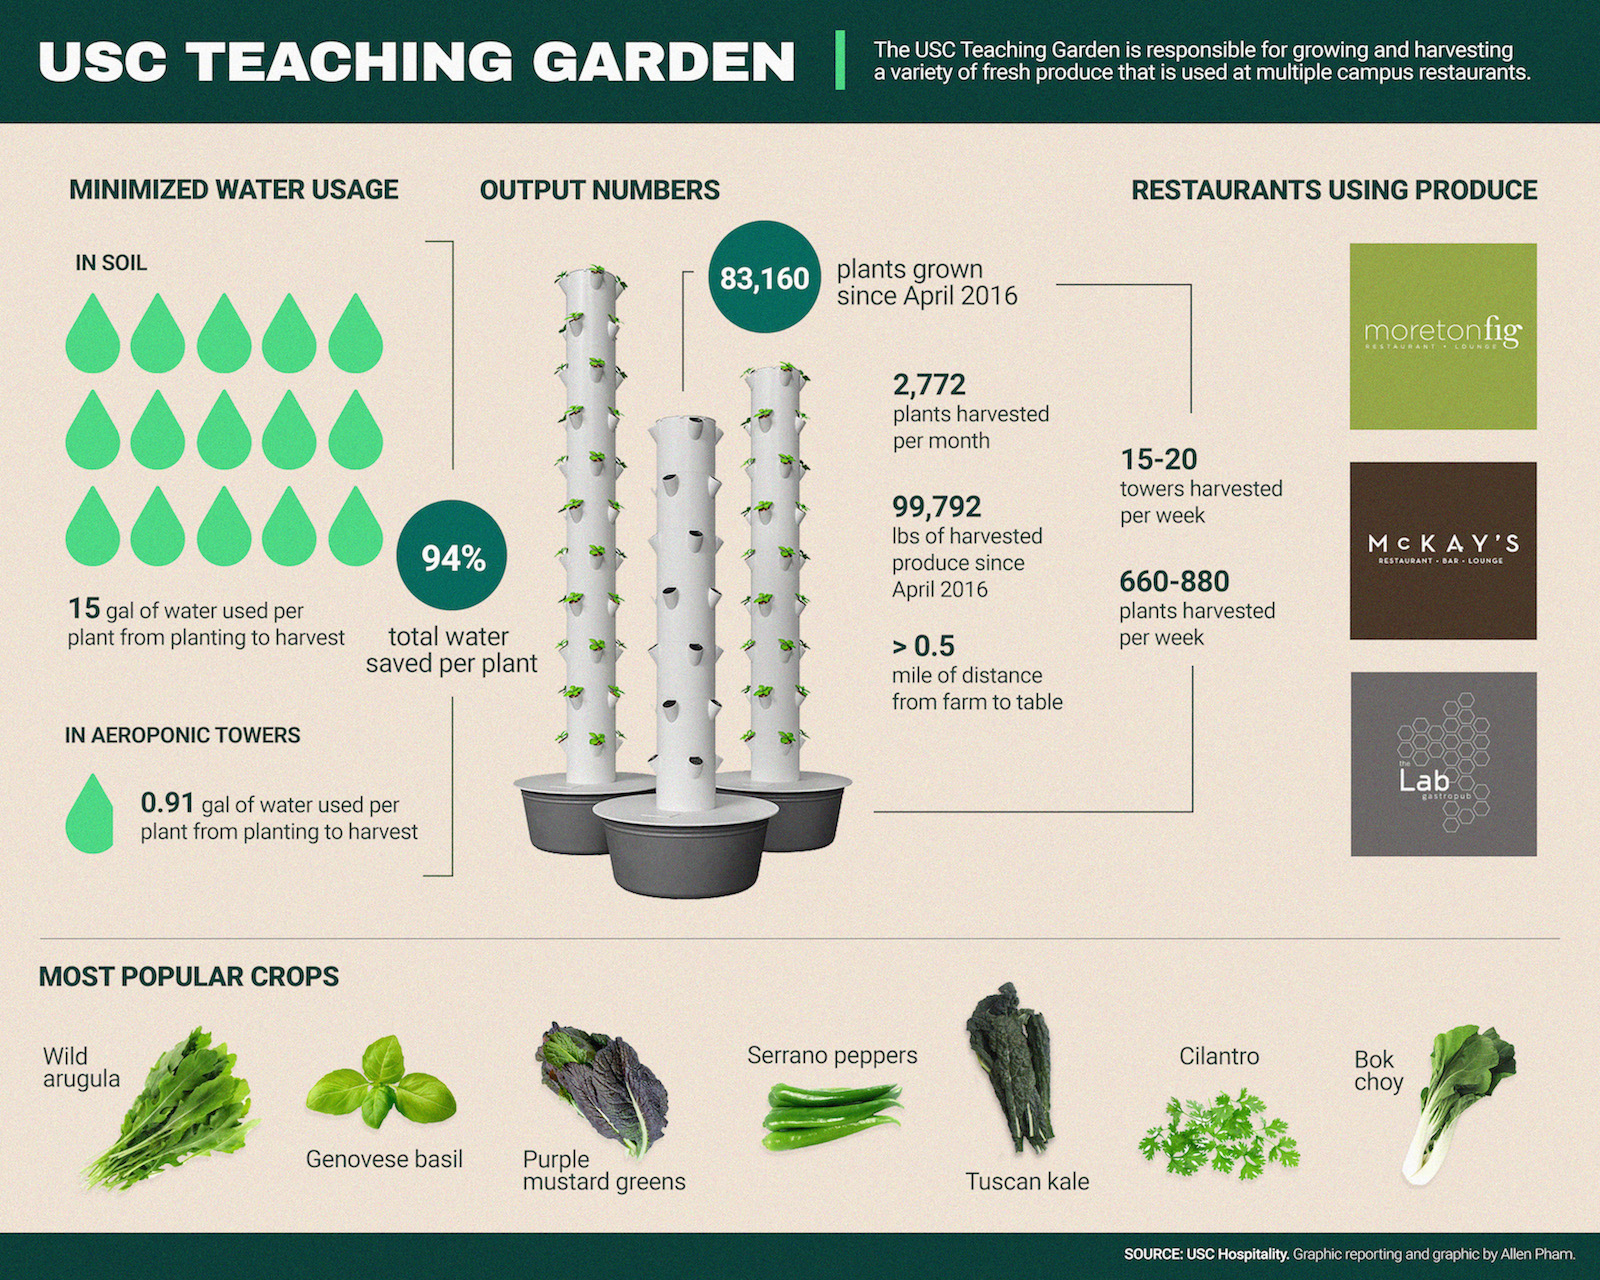 USC TEACHING GARDEN
The USC Teaching Garden is responsible for growing and harvesting
a variety of fresh produce that is used at multiple campus restaurants.
MINIMIZED WATER USAGE
IN SOIL
15 gal of water used per
plant from planting to harvest
94%
total water
saved per plant
IN AEROPONIC TOWERS
0.91 gal of water used per
plant from planting to harvest
OUTPUT NUMBERS
83,160
plants grown
since April 2016
2,772
plants harvested
per month
99,792
lbs of harvested
produce since
April 2016
> 0.5
mile of distance
from farm to table
15-20
towers harvested
per week
660-880
plants harvested
per week
RESTAURANTS USING PRODUCE
moretonfig
RESTAURANT • LOUNGE
McKAY'S
RESTAURANT • BAR • LOUNGE
the
Lab
gastropub
MOST POPULAR CROPS
Wild
arugula
Genovese basil
Purple
mustard greens
Serrano peppers
Tuscan kale
Cilantro
Bok
choy
SOURCE: USC Hospitality. Graphic reporting and graphic by Allen Pham.